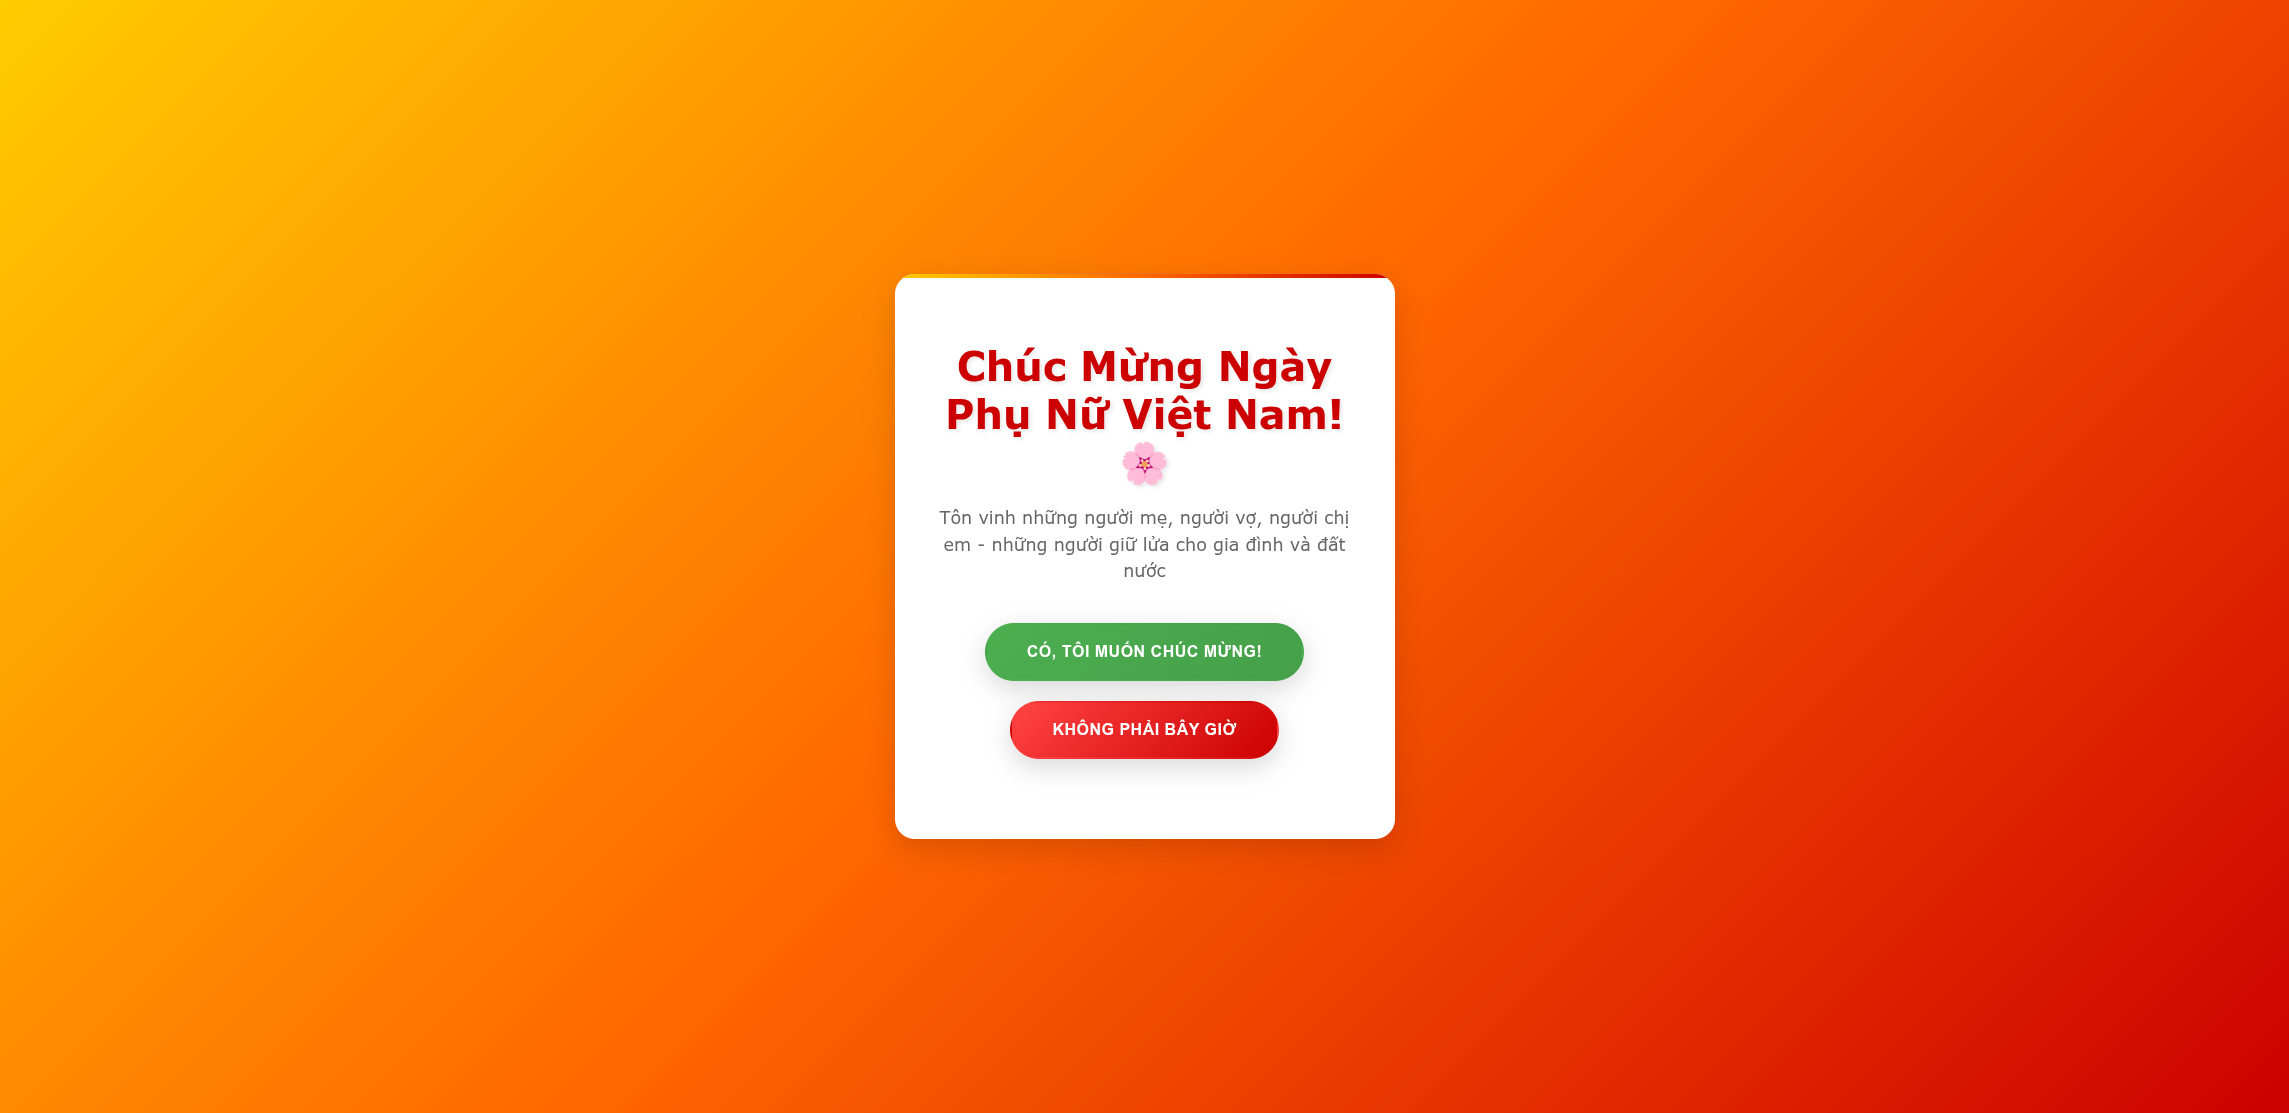 Chúc Mừng Ngày
Phụ Nữ Việt Nam!
🌸
Tôn vinh những người mẹ, người vợ, người chị
em - những người giữ lửa cho gia đình và đất
nước
CÓ, TÔI MUỐN CHÚC MỪNG!
KHÔNG PHẢI BÂY GIỜ